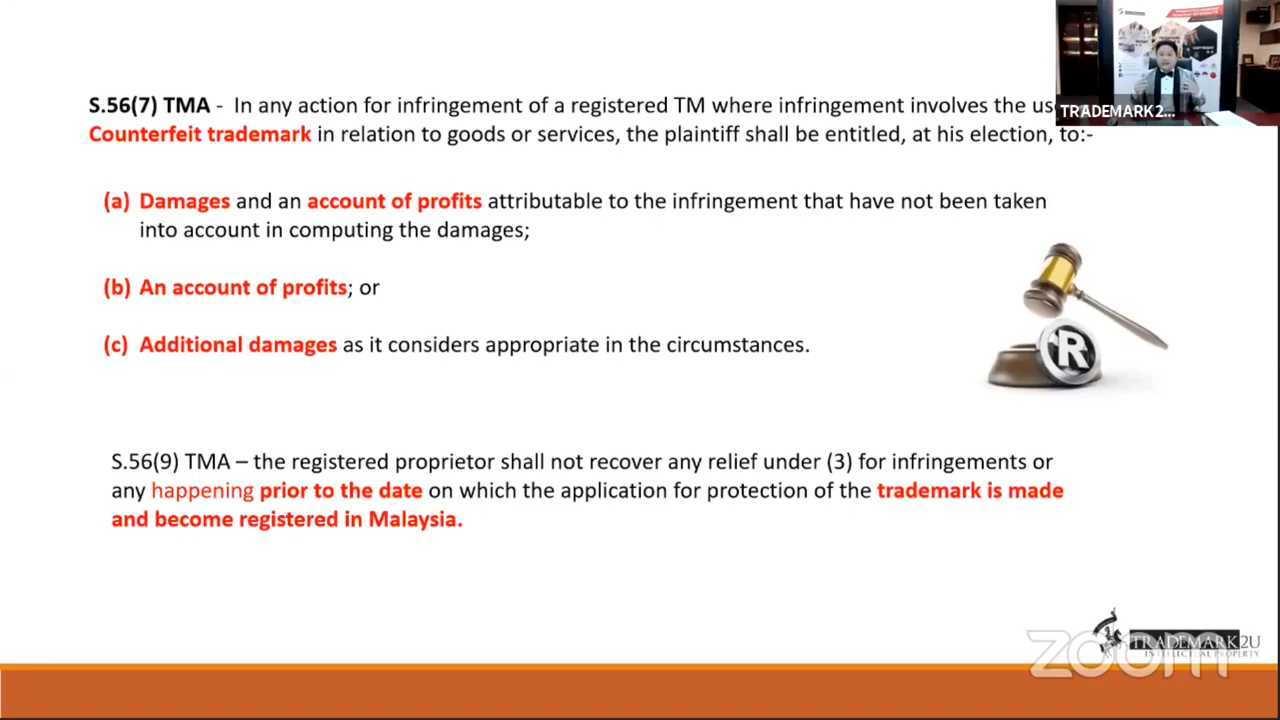 S.56(7) TMA - In any action for infringement of a registered TM where infringement involves the
Counterfeit trademark in relation to goods or services, the plaintiff shall be entitled, at his election, to:-
(a) Damages and an account of profits attributable to the infringement that have not been taken
into account in computing the damages;
(b) An account of profits; or
(c) Additional damages as it considers appropriate in the circumstances.
S.56(9) TMA – the registered proprietor shall not recover any relief under (3) for infringements or
any happening prior to the date on which the application for protection of the trademark is made
and become registered in Malaysia.
TRADEMARK2...
R
TRADEMARK2U
INTELLECTUAL PROPERTY
zoom